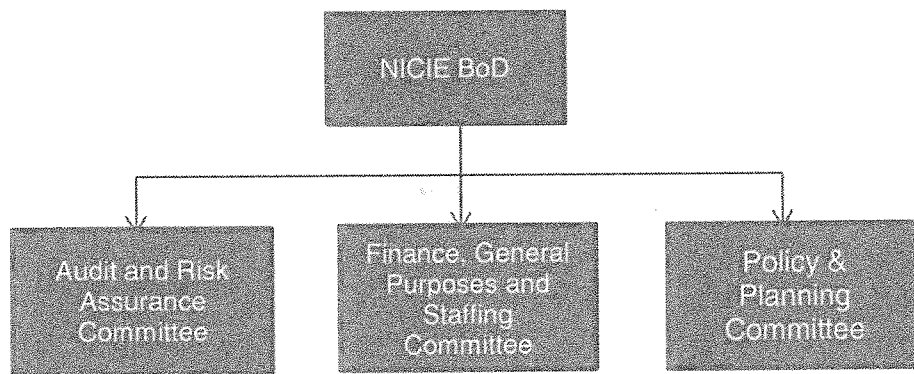 NICIE BoD
Audit and Risk
Assurance
Committee
Finance, General
Purposes and
Staffing
Committee
Policy &
Planning
Committee